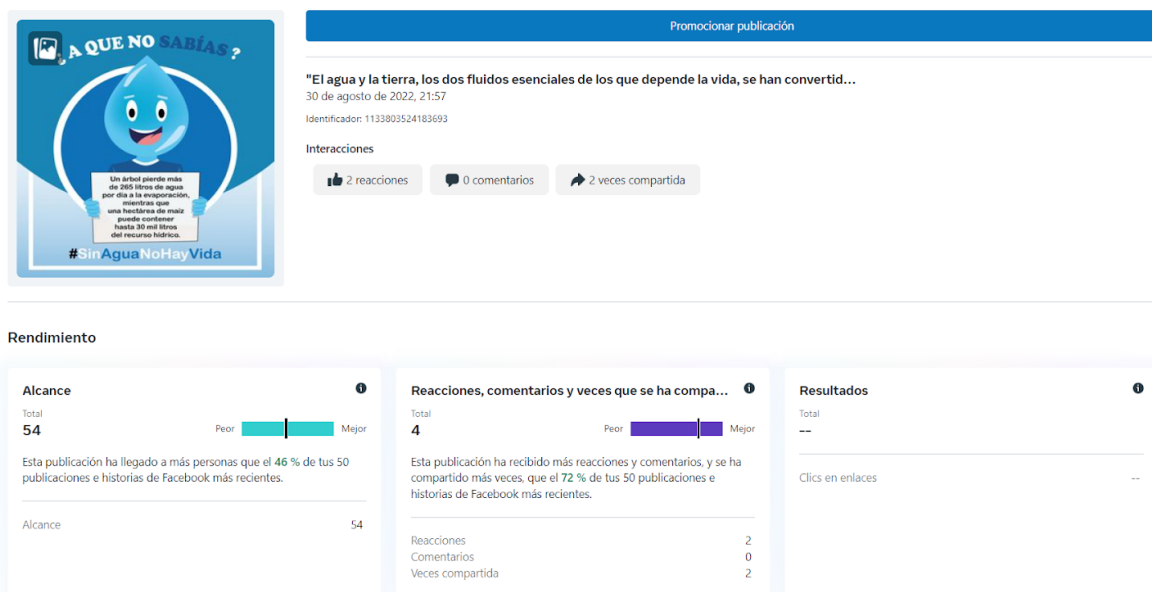 ¿A QUE NO SABÍAS?
Un árbol pierde más
de 265 litros de agua
por día a la evaporación,
mientras que
una hectárea de maíz
puede contener
hasta 30 mil litros
del recurso hídrico.
#SinAguaNoHayVida
Promocionar publicación
"El agua y la tierra, los dos fluidos esenciales de los que depende la vida, se han convertid...
30 de agosto de 2022, 21:57
Identificador: 1133803524183693
Interacciones
2 reacciones
0 comentarios
2 veces compartida
Rendimiento
Alcance
Total
54
Peor
Mejor
Esta publicación ha llegado a más personas que el 46 % de tus 50
publicaciones e historias de Facebook más recientes.
Alcance 54
Reacciones, comentarios y veces que se ha compa...
Total
4
Peor
Mejor
Esta publicación ha recibido más reacciones y comentarios, y se ha
compartido más veces, que el 72 % de tus 50 publicaciones e
historias de Facebook más recientes.
Reacciones 2
Comentarios 0
Veces compartida 2
Resultados
Total
--
Clics en enlaces --